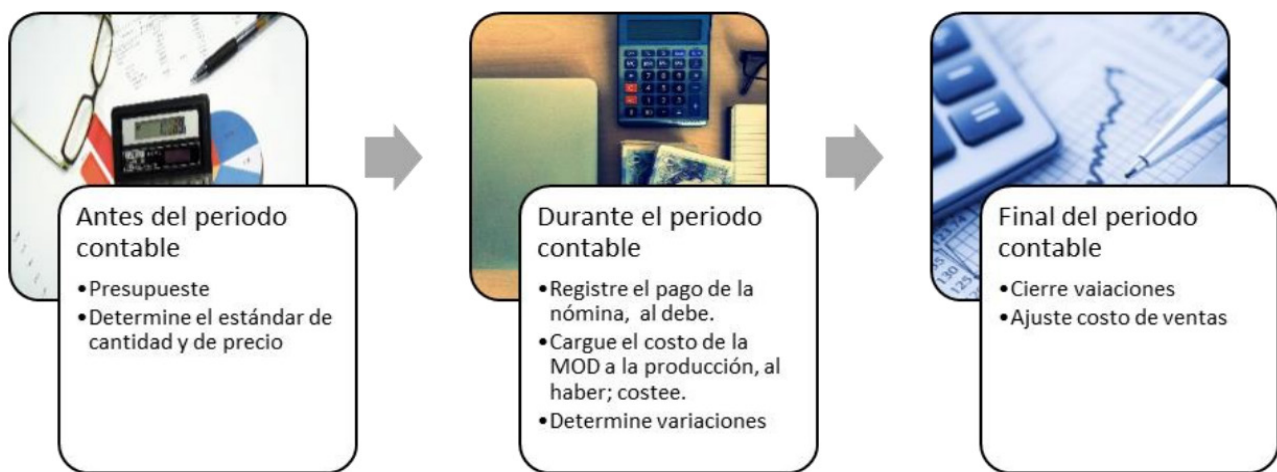 Antes del periodo
contable
•Presupueste
•Determine el estándar de
cantidad y de precio
Durante el periodo
contable
•Registre el pago de la
nómina, al debe.
•Cargue el costo de la
MOD a la producción, al
haber; costee.
•Determine variaciones
Final del periodo
contable
•Cierre vaiaciones
•Ajuste costo de ventas